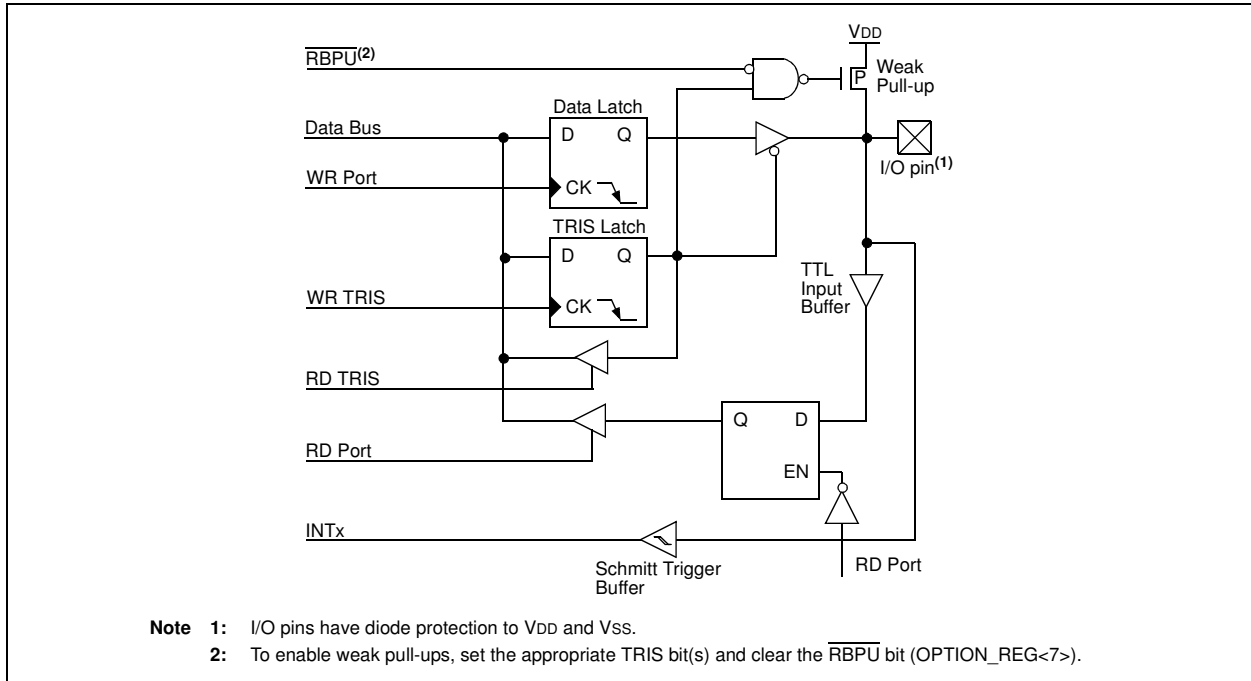 VDD
RBPU(2)
Weak
Pull-up
P
Data Latch
Data Bus
D Q
I/O pin(1)
WR Port
CK
TRIS Latch
D Q
TTL
Input
Buffer
WR TRIS
CK
RD TRIS
Q D
RD Port
EN
INTx
Schmitt Trigger
Buffer
RD Port
Note 1: I/O pins have diode protection to VDD and VSS.
2: To enable weak pull-ups, set the appropriate TRIS bit(s) and clear the RBPU bit (OPTION_REG<7>).